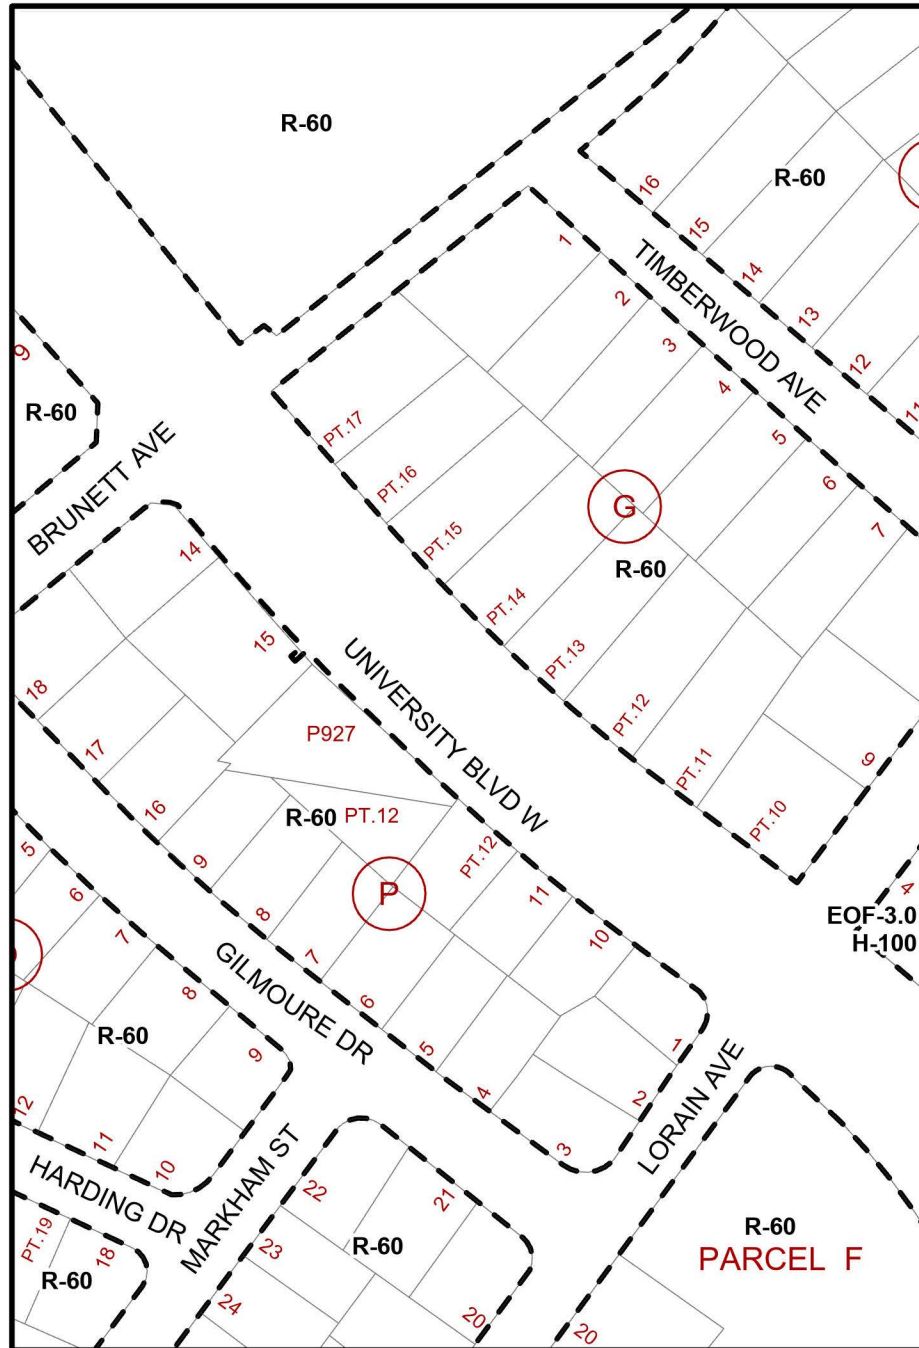 R-60
R-60
16
15
14
13
12
11
TIMBERWOOD AVE
1
2
3
4
5
6
7
9
R-60
BRUNETT AVE
PT.17
PT.16
PT.15
PT.14
PT.13
PT.12
PT.11
PT.10
9
G
R-60
14
15
UNIVERSITY BLVD W
P927
R-60
PT.12
PT.12
11
10
P
18
17
16
9
8
7
6
5
4
3
1
2
4
EOF-3.0
H-100
GILMOURE DR
5
6
7
8
9
R-60
12
11
10
LORAIN AVE
HARDING DR
MARKHAM ST
PT.19
18
R-60
22
21
23
24
20
R-60
R-60
PARCEL F
20